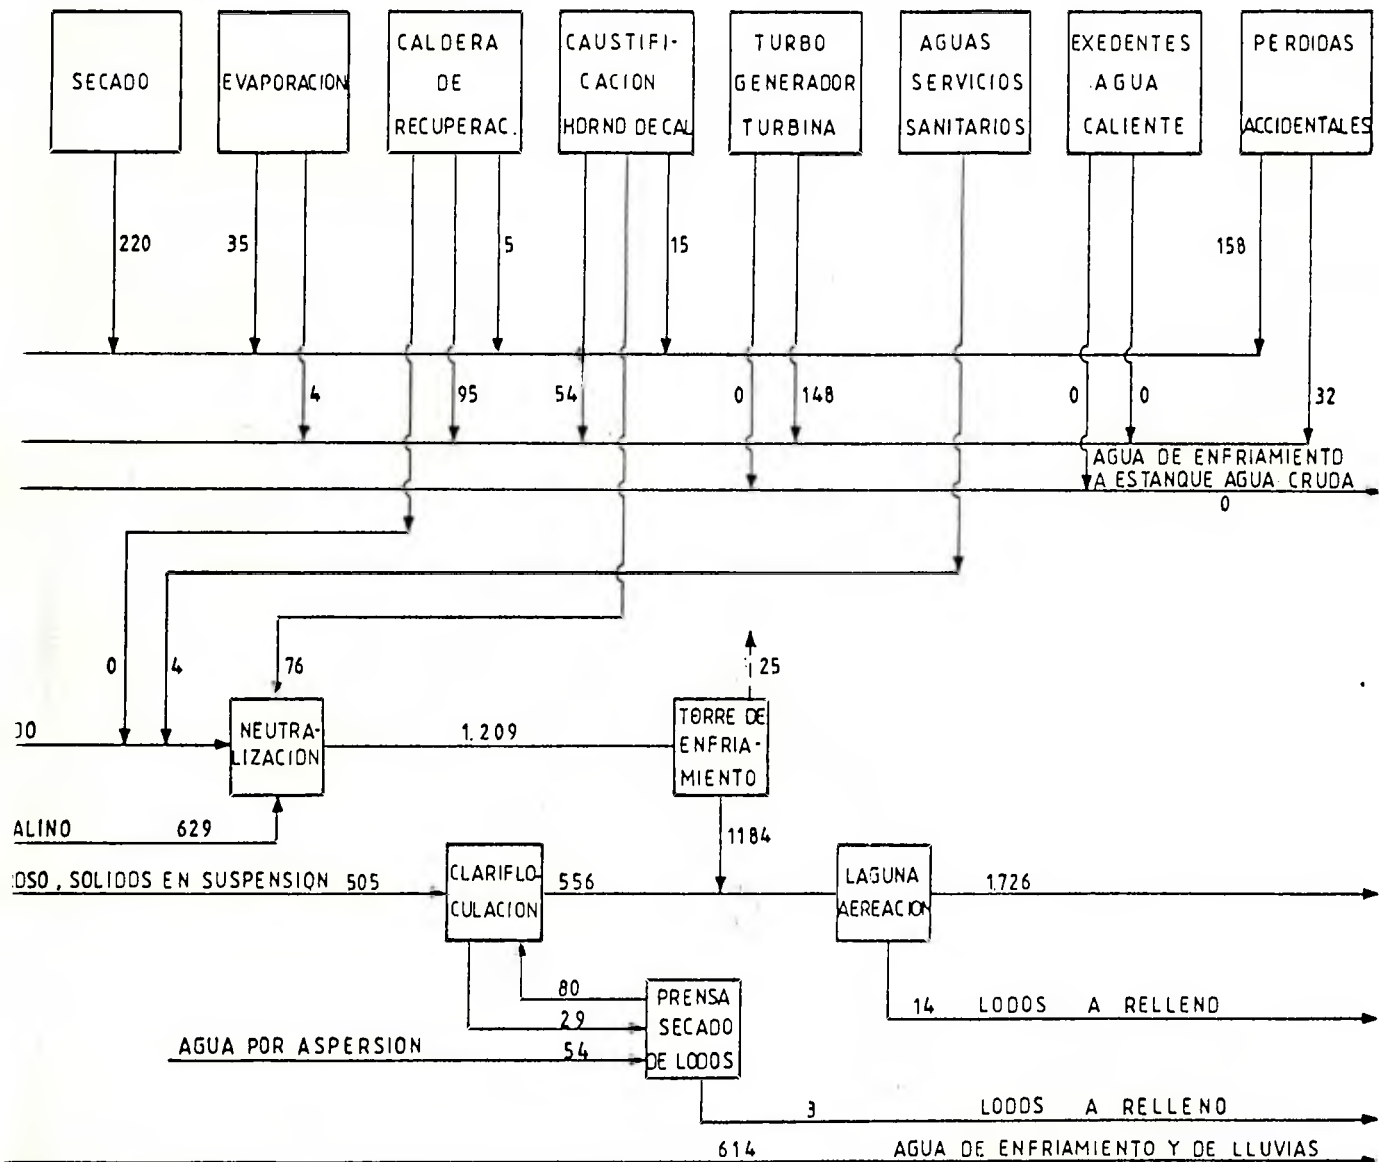 SECADO
EVAPORACION
CALDERA
DE
RECUPERAC.
CAUSTIFI-
CACION
HORNO DE CAL
TURBO
GENERADOR
TURBINA
AGUAS
SERVICIOS
SANITARIOS
EXEDENTES
AGUA
CALIENTE
PERDIDAS
ACCIDENTALES
220
35
5
15
158
4
95
54
0
148
0
0
32
AGUA DE ENFRIAMIENTO
A ESTANQUE AGUA CRUDA
0
0
4
76
25
DO
NEUTRA-
LIZACION
1.209
TORRE DE
ENFRIA-
MIENTO
ALINO 629
1184
OSO, SOLIDOS EN SUSPENSION 505
CLARIFLO-
CULACION
556
LAGUNA
AEREACION
1.726
80
29
AGUA POR ASPERSION 54
PRENSA
SECADO
DE LODOS
14 LODOS A RELLENO
3 LODOS A RELLENO
614 AGUA DE ENFRIAMIENTO Y DE LLUVIAS